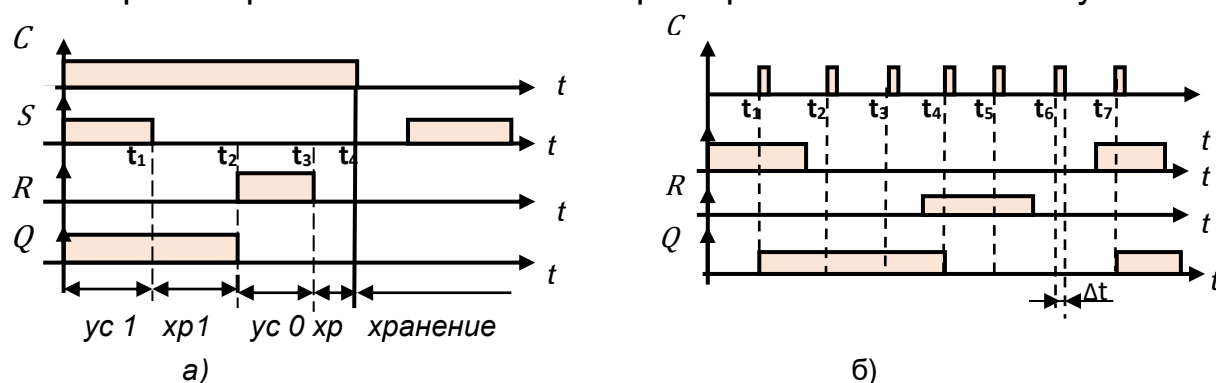 C C
t
S t₁ t₂ t₃ t₄ t t₁ t₂ t₃ t₄ t₅ t₆ t₇ t
R t R t
Q t Q t
t
Δt
ус 1 хр1 ус 0 хр хранение
а) б)